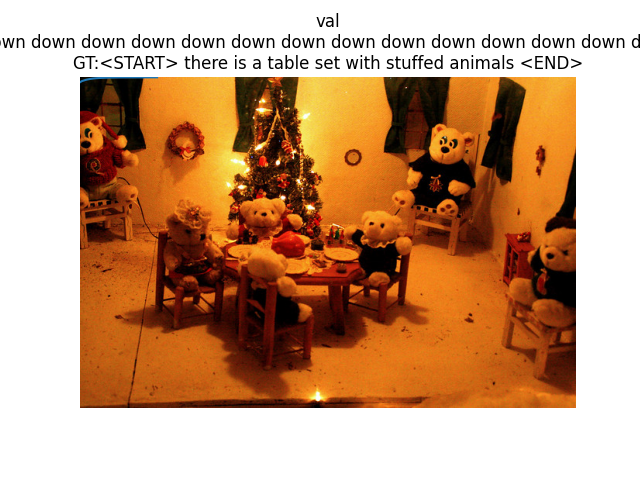 val
own down down down down down down down down down down down down d
GT:<START> there is a table set with stuffed animals <END>